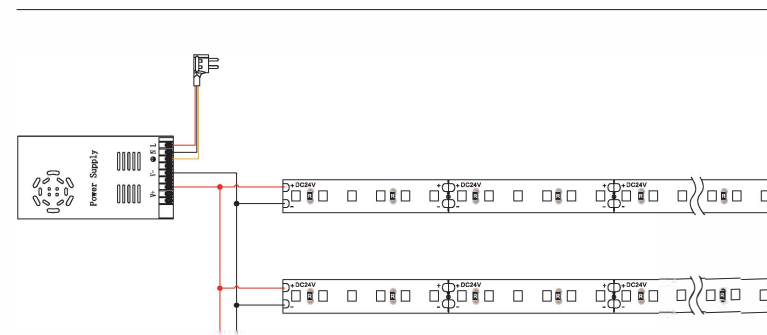 Power Supply
L
N
V-
V+
+ DC24V
+
+ DC24V
+
+ DC24V
-
-
-
-
-
R
R
R
R
R
R
+ DC24V
+
+ DC24V
+
+ DC24V
-
-
-
-
-
R
R
R
R
R
R